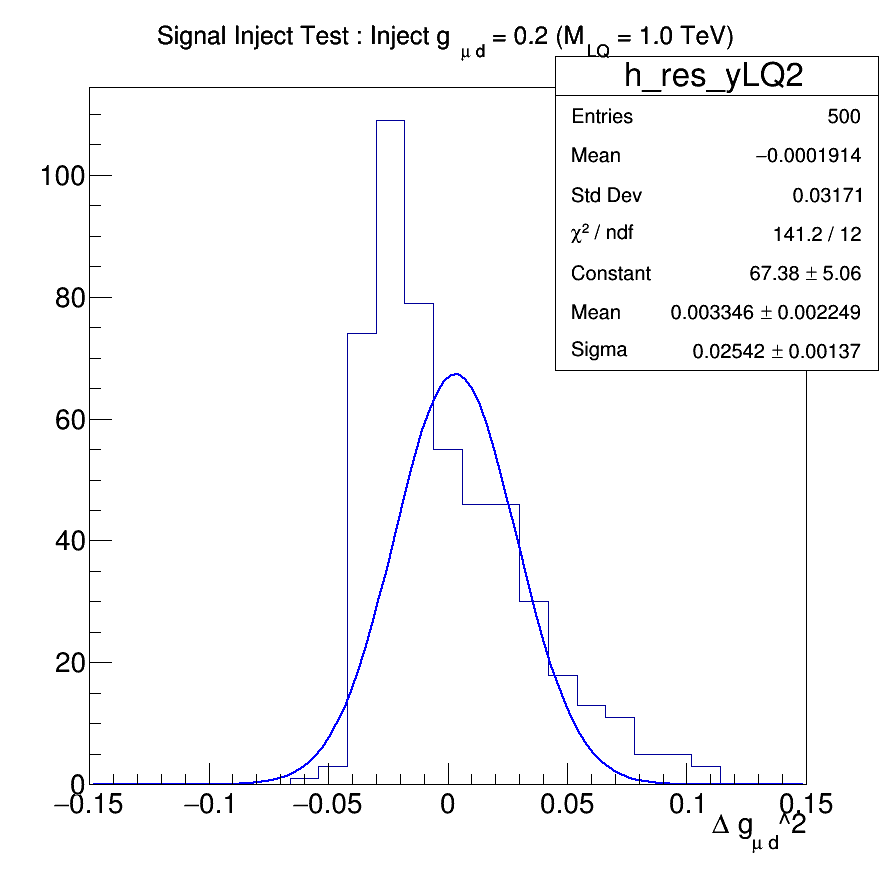 Signal Inject Test : Inject g μ d = 0.2 (M LQ = 1.0 TeV)
h_res_yLQ2
Entries 500
Mean −0.0001914
Std Dev 0.03171
χ² / ndf 141.2 / 12
Constant 67.38 ± 5.06
Mean 0.003346 ± 0.002249
Sigma 0.02542 ± 0.00137
100
80
60
40
20
0
−0.15 −0.1 −0.05 0 0.05 0.1 0.15
Δ g μ d ^2